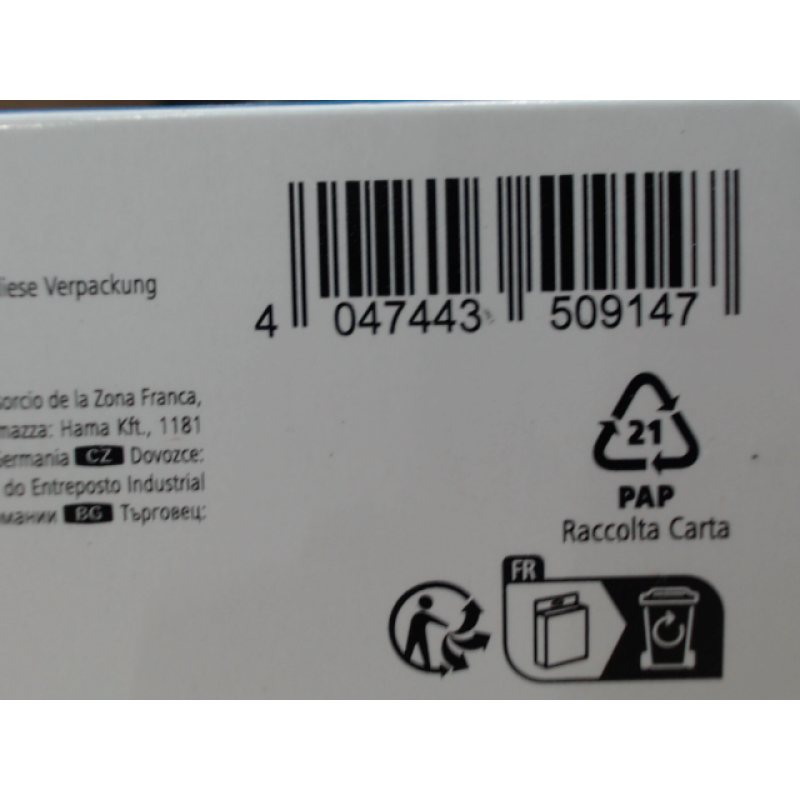 iese Verpackung
4 047443 509147
sorcio de la Zona Franca,
mazza: Hama Kft., 1181
Germania CZ Dovozce:
do Entreposto Industrial
мании BG Търговец:
21
PAP
Raccolta Carta
FR